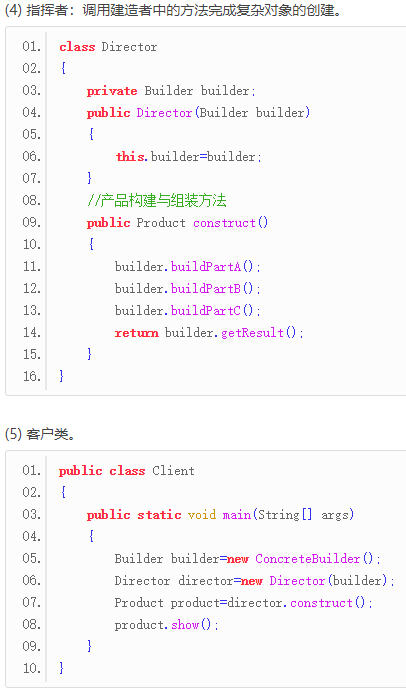 (4) 指挥者：调用建造者中的方法完成复杂对象的创建。
01. class Director
02. {
03.     private Builder builder;
04.     public Director(Builder builder)
05.     {
06.         this.builder=builder;
07.     }
08.     //产品构建与组装方法
09.     public Product construct()
10.     {
11.         builder.buildPartA();
12.         builder.buildPartB();
13.         builder.buildPartC();
14.         return builder.getResult();
15.     }
16. }
(5) 客户类。
01. public class Client
02. {
03.     public static void main(String[] args)
04.     {
05.         Builder builder=new ConcreteBuilder();
06.         Director director=new Director(builder);
07.         Product product=director.construct();
08.         product.show();
09.     }
10. }